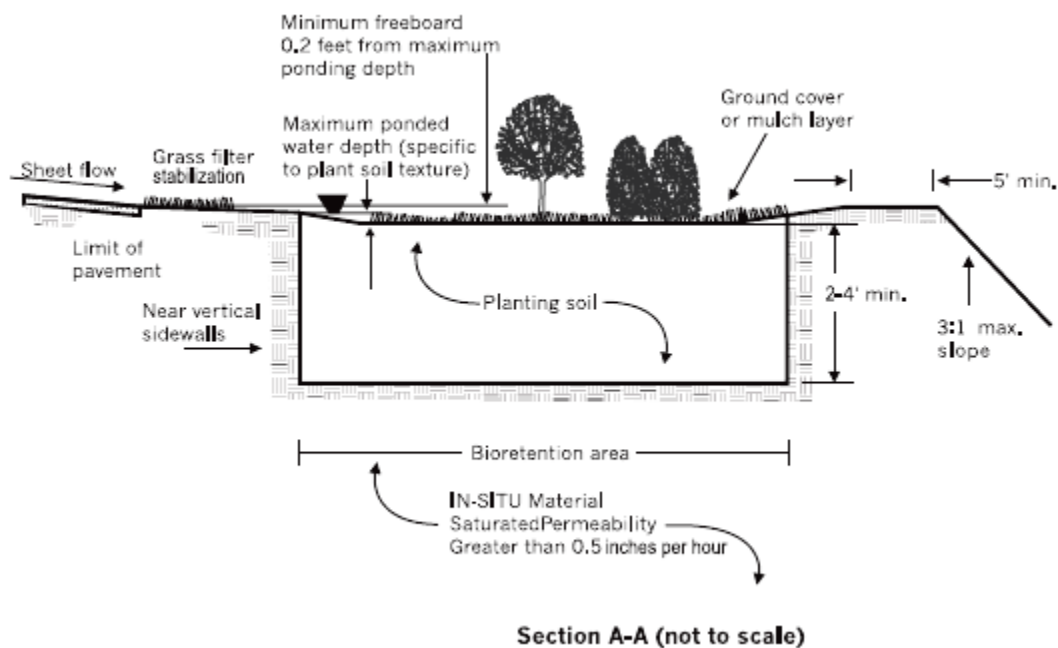 Minimum freeboard
0.2 feet from maximum
ponding depth
Maximum ponded
water depth (specific
to plant soil texture)
Ground cover
or mulch layer
Sheet flow
Grass filter
stabilization
5' min.
Limit of
pavement
Near vertical
sidewalls
Planting soil
2-4' min.
3:1 max.
slope
Bioretention area
IN-SITU Material
SaturatedPermeability
Greater than 0.5 inches per hour
Section A-A (not to scale)